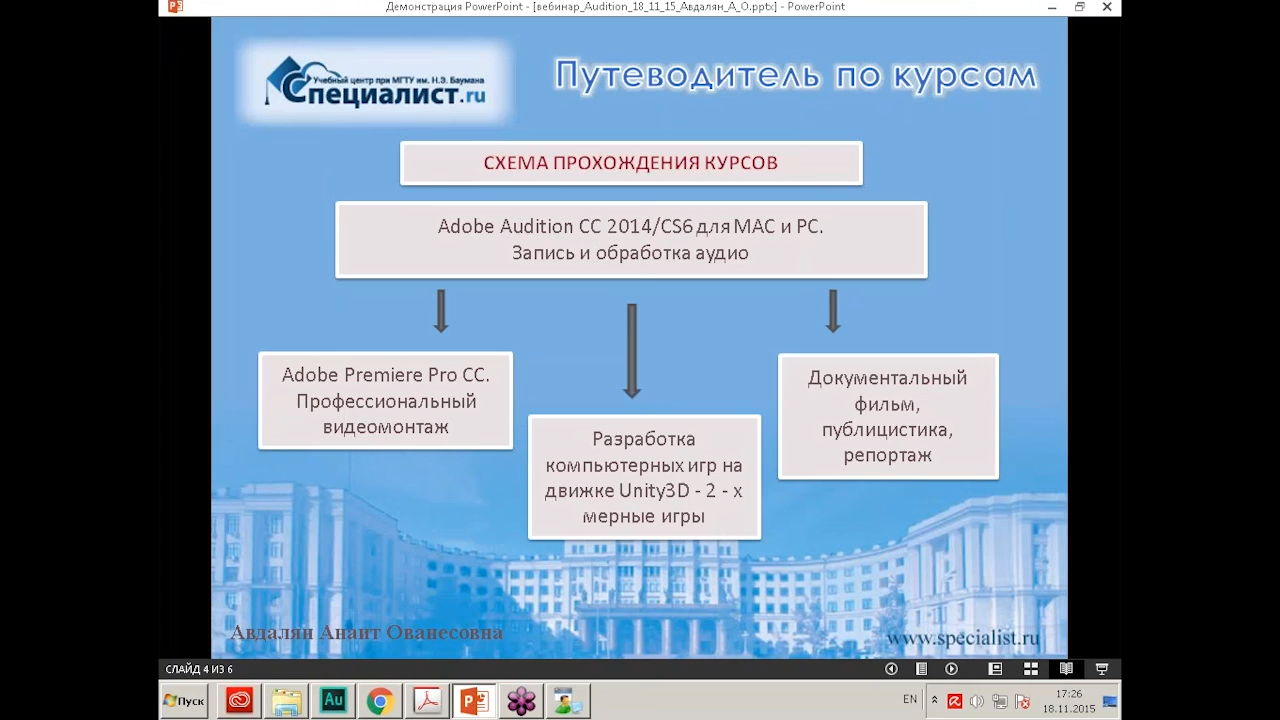 Демонстрация PowerPoint - [вебинар_Audition_18_11_15_Авдалян_А_О.pptx] - PowerPoint
Учебный центр при МГТУ им. Н.Э. Баумана
Специалист.ru
Путеводитель по курсам
СХЕМА ПРОХОЖДЕНИЯ КУРСОВ
Adobe Audition CC 2014/CS6 для MAC и PC.
Запись и обработка аудио
Adobe Premiere Pro CC.
Профессиональный
видеомонтаж
Разработка
компьютерных игр на
движке Unity3D - 2 - х
мерные игры
Документальный
фильм,
публицистика,
репортаж
Авдалян Анаит Ованесовна
www.specialist.ru
СЛАЙД 4 ИЗ 6
Пуск
Au
EN
17:26
18.11.2015